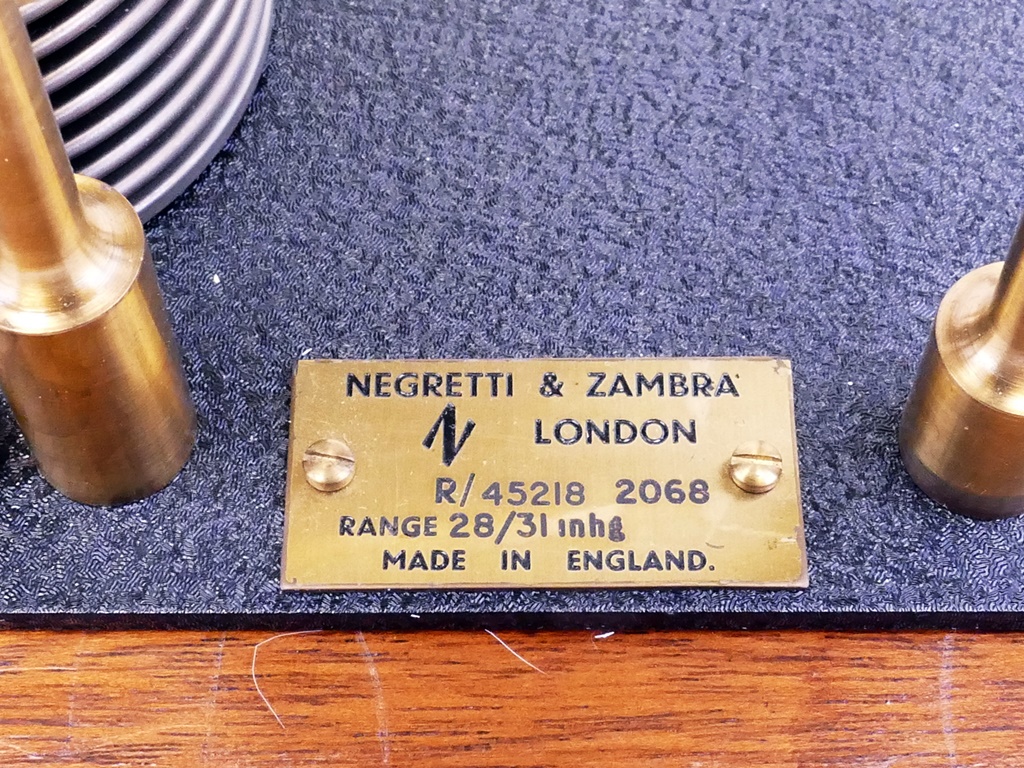 NEGRETTI & ZAMBRA
N LONDON
R/45218 2068
RANGE 28/31 inhg
MADE IN ENGLAND.